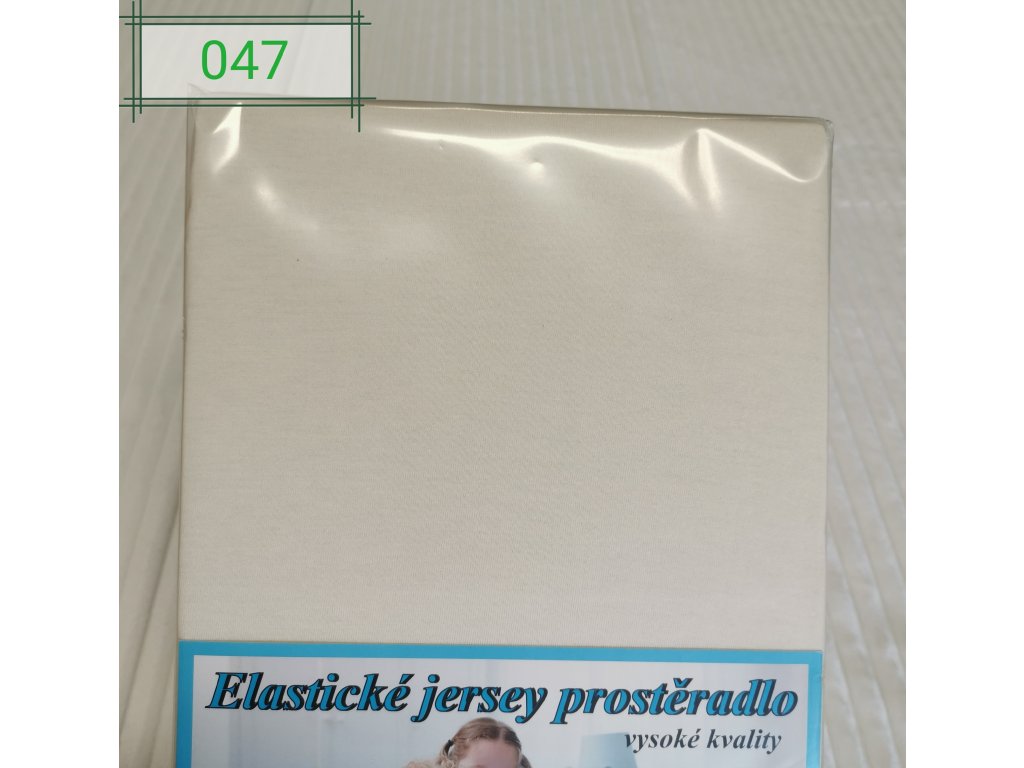 047
Elastické jersey prostěradlo
vysoké kvality